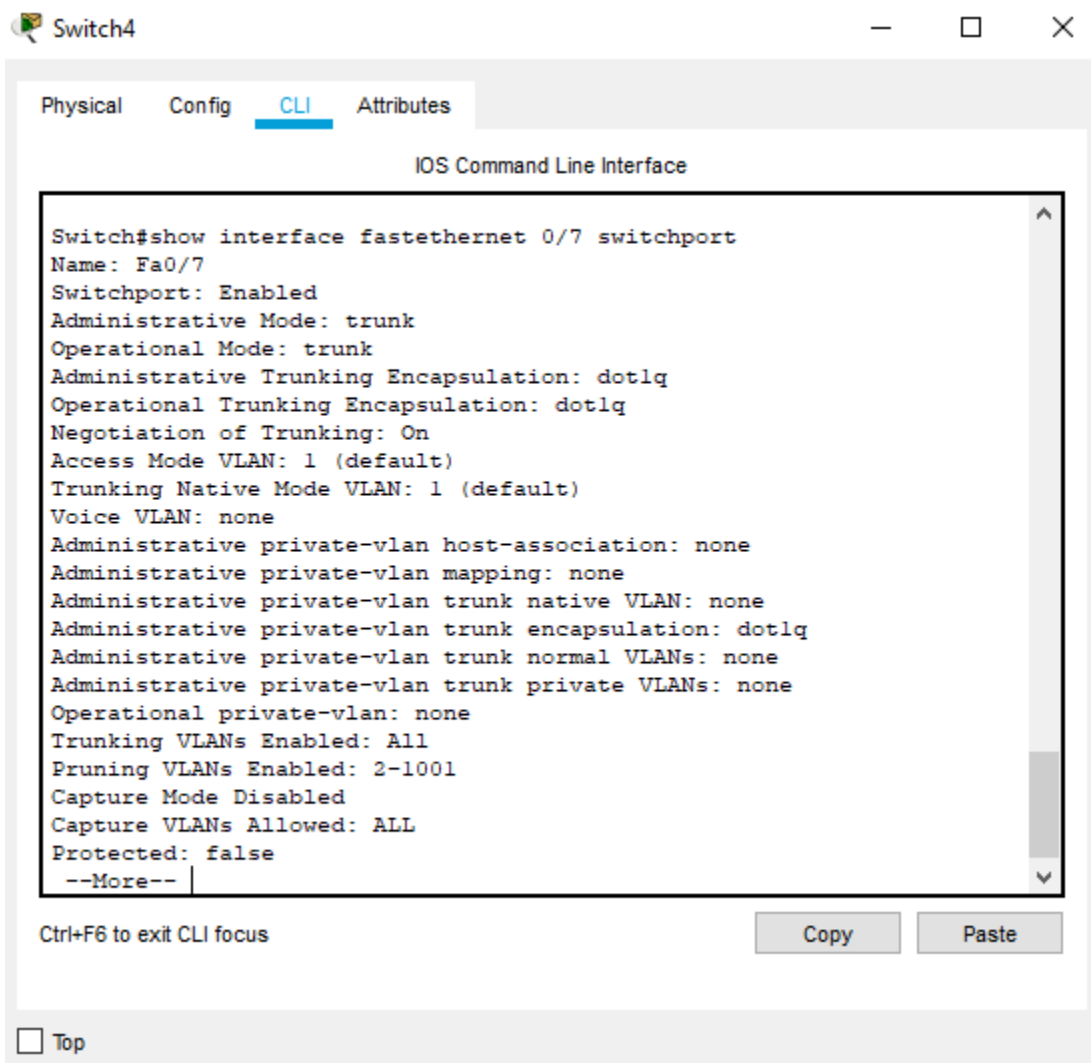 Switch4
Physical Config CLI Attributes
IOS Command Line Interface
Switch#show interface fastethernet 0/7 switchport
Name: Fa0/7
Switchport: Enabled
Administrative Mode: trunk
Operational Mode: trunk
Administrative Trunking Encapsulation: dot1q
Operational Trunking Encapsulation: dot1q
Negotiation of Trunking: On
Access Mode VLAN: 1 (default)
Trunking Native Mode VLAN: 1 (default)
Voice VLAN: none
Administrative private-vlan host-association: none
Administrative private-vlan mapping: none
Administrative private-vlan trunk native VLAN: none
Administrative private-vlan trunk encapsulation: dot1q
Administrative private-vlan trunk normal VLANs: none
Administrative private-vlan trunk private VLANs: none
Operational private-vlan: none
Trunking VLANs Enabled: All
Pruning VLANs Enabled: 2-1001
Capture Mode Disabled
Capture VLANs Allowed: ALL
Protected: false
--More--
Ctrl+F6 to exit CLI focus
Copy Paste
Top